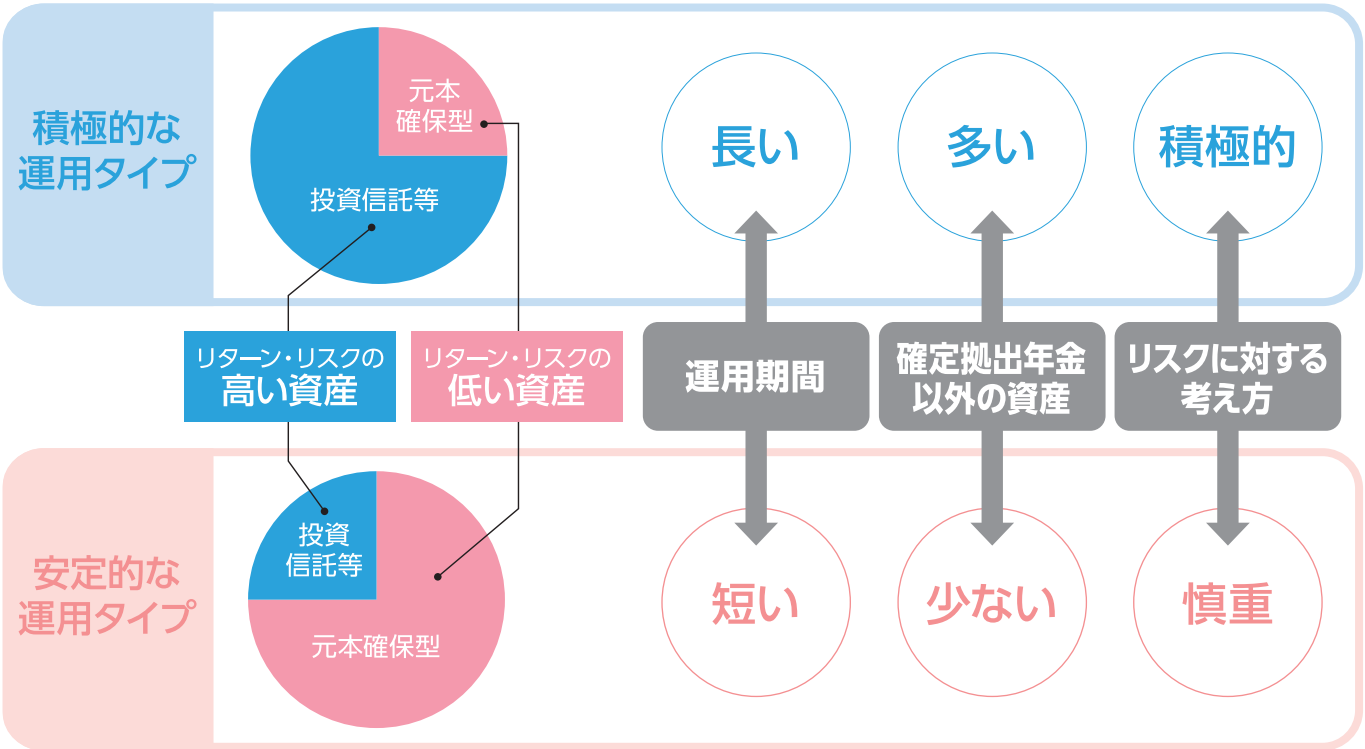 積極的な
運用タイプ
元本
確保型
投資信託等
長い
多い
積極的
リターン・リスクの
高い資産
リターン・リスクの
低い資産
運用期間
確定拠出年金
以外の資産
リスクに対する
考え方
安定的な
運用タイプ
投資
信託等
元本確保型
短い
少ない
慎重